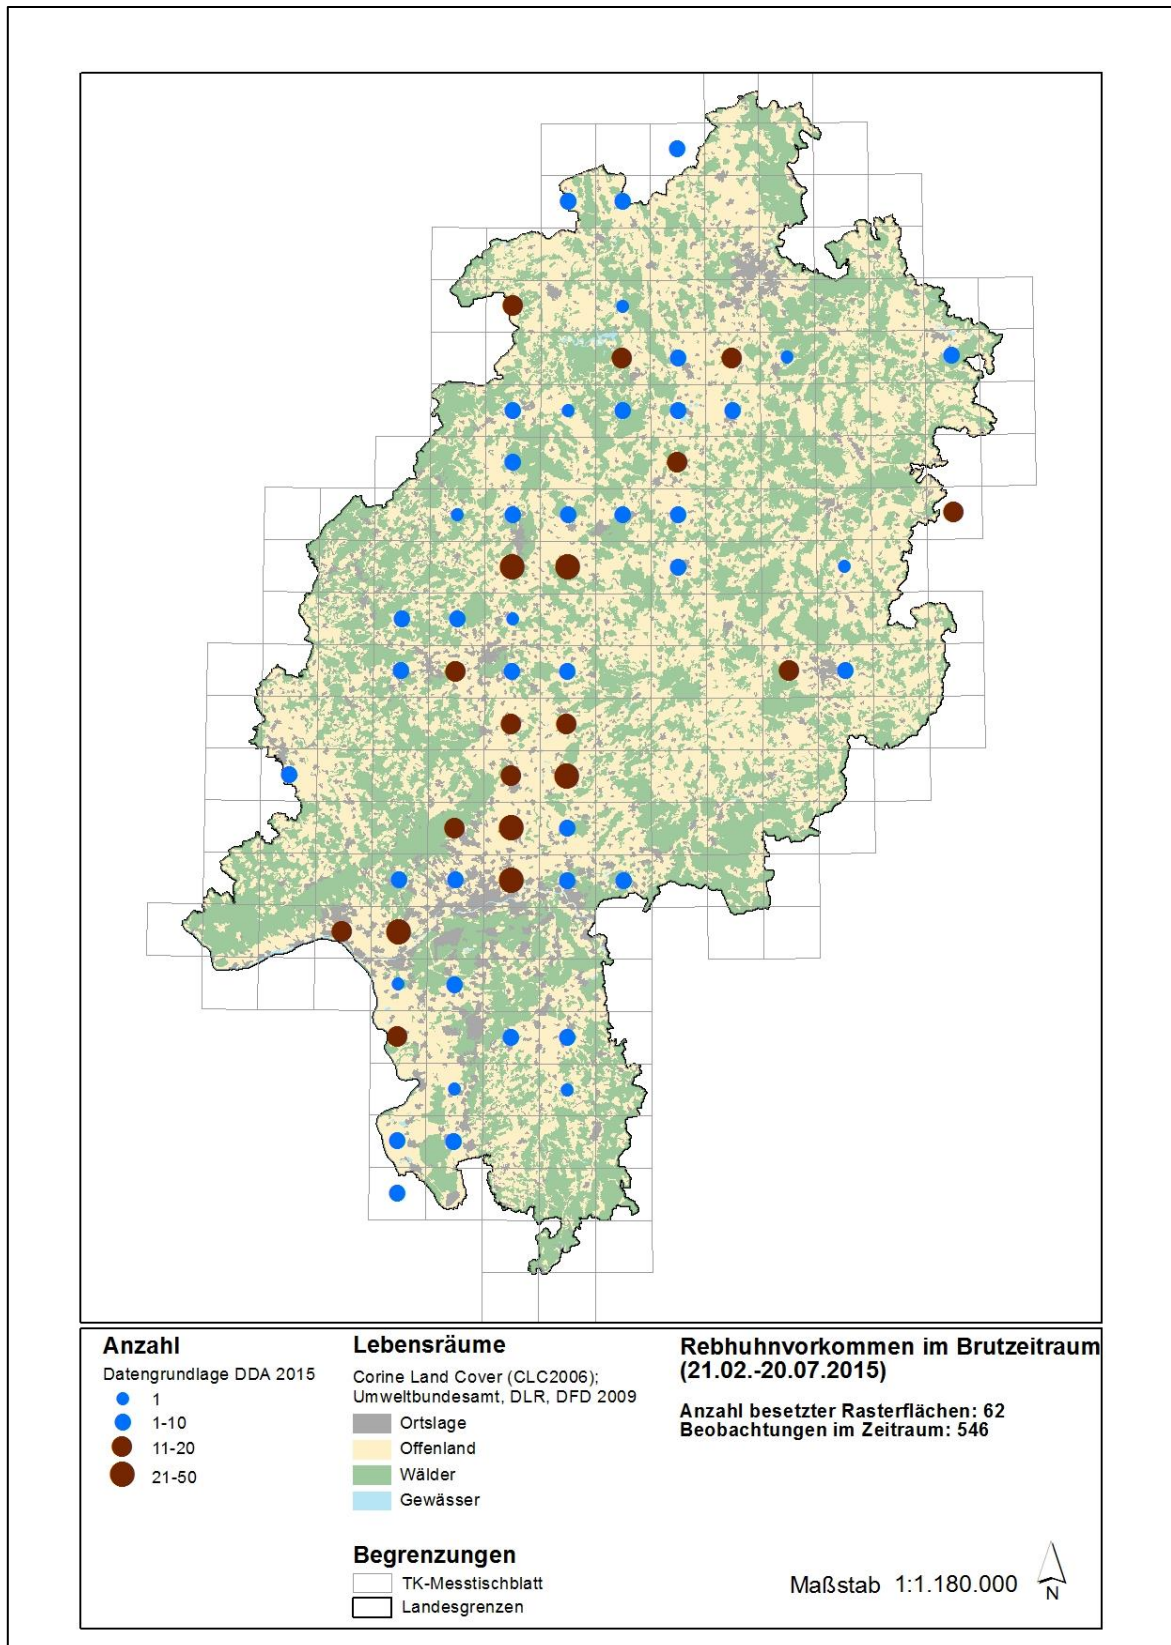 Anzahl
Datengrundlage DDA 2015
1
1-10
11-20
21-50
Lebensräume
Corine Land Cover (CLC2006);
Umweltbundesamt, DLR, DFD 2009
Ortslage
Offenland
Wälder
Gewässer
Begrenzungen
TK-Messtischblatt
Landesgrenzen
Rebhuhnvorkommen im Brutzeitraum
(21.02.-20.07.2015)
Anzahl besetzter Rasterflächen: 62
Beobachtungen im Zeitraum: 546
Maßstab 1:1.180.000
N